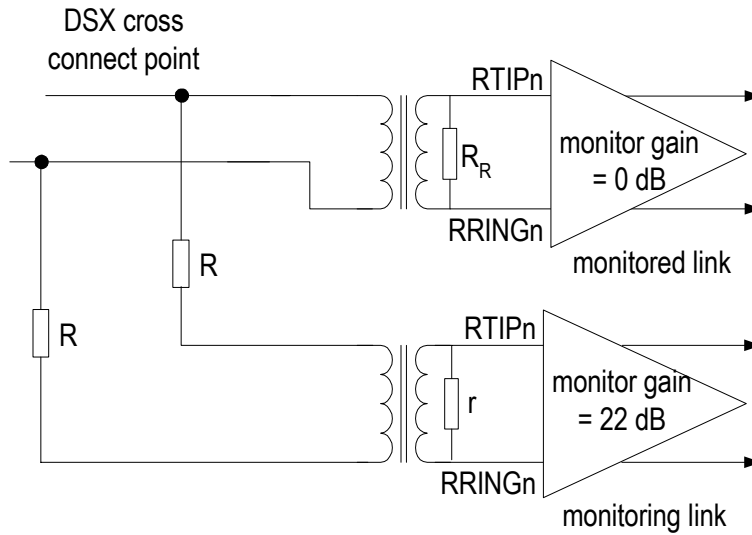 DSX cross
connect point
RTIPn
monitor gain
= 0 dB
RR
RRINGn
monitored link
R
R
RTIPn
monitor gain
= 22 dB
r
RRINGn
monitoring link